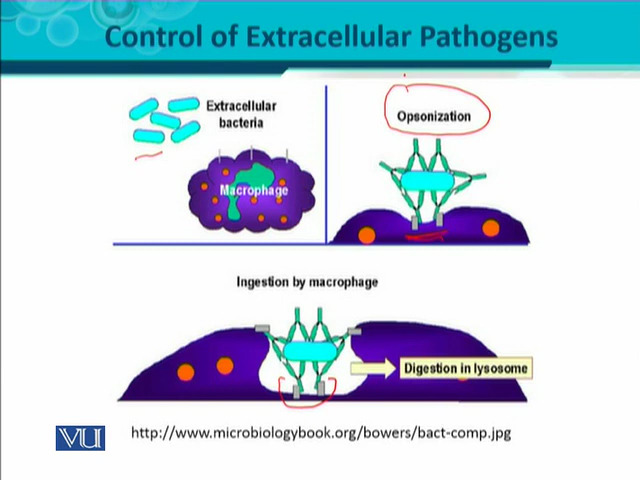 Control of Extracellular Pathogens
Extracellular
bacteria
Macrophage
Opsonization
Ingestion by macrophage
Digestion in lysosome
VU
http://www.microbiologybook.org/bowers/bact-comp.jpg